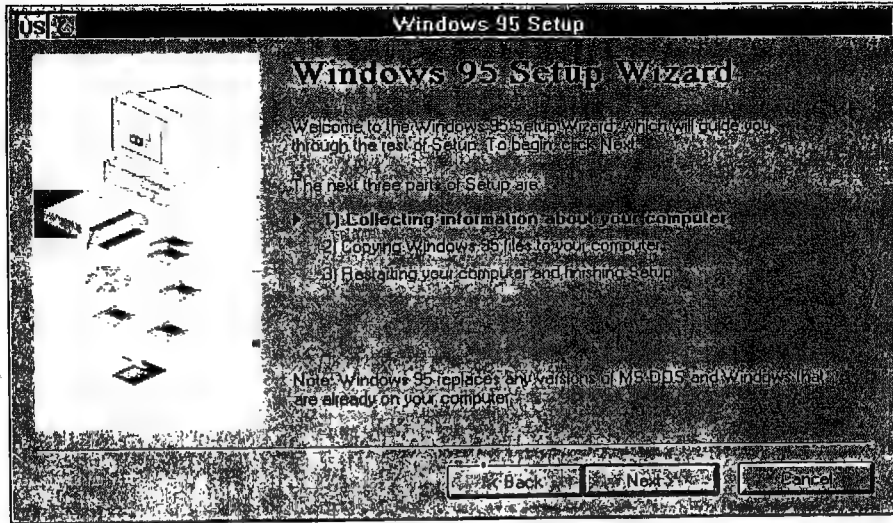 US
Windows 95 Setup
Windows 95 Setup Wizard
Welcome to the Windows 95 Setup Wizard, which will guide you
through the rest of Setup. To begin, click Next.
The next three parts of Setup are:
1) Collecting information about your computer
2) Copying Windows 95 files to your computer.
3) Restarting your computer and finishing Setup.
Note: Windows 95 replaces any versions of MS-DOS and Windows that
are already on your computer.
< Back
Next >
Cancel